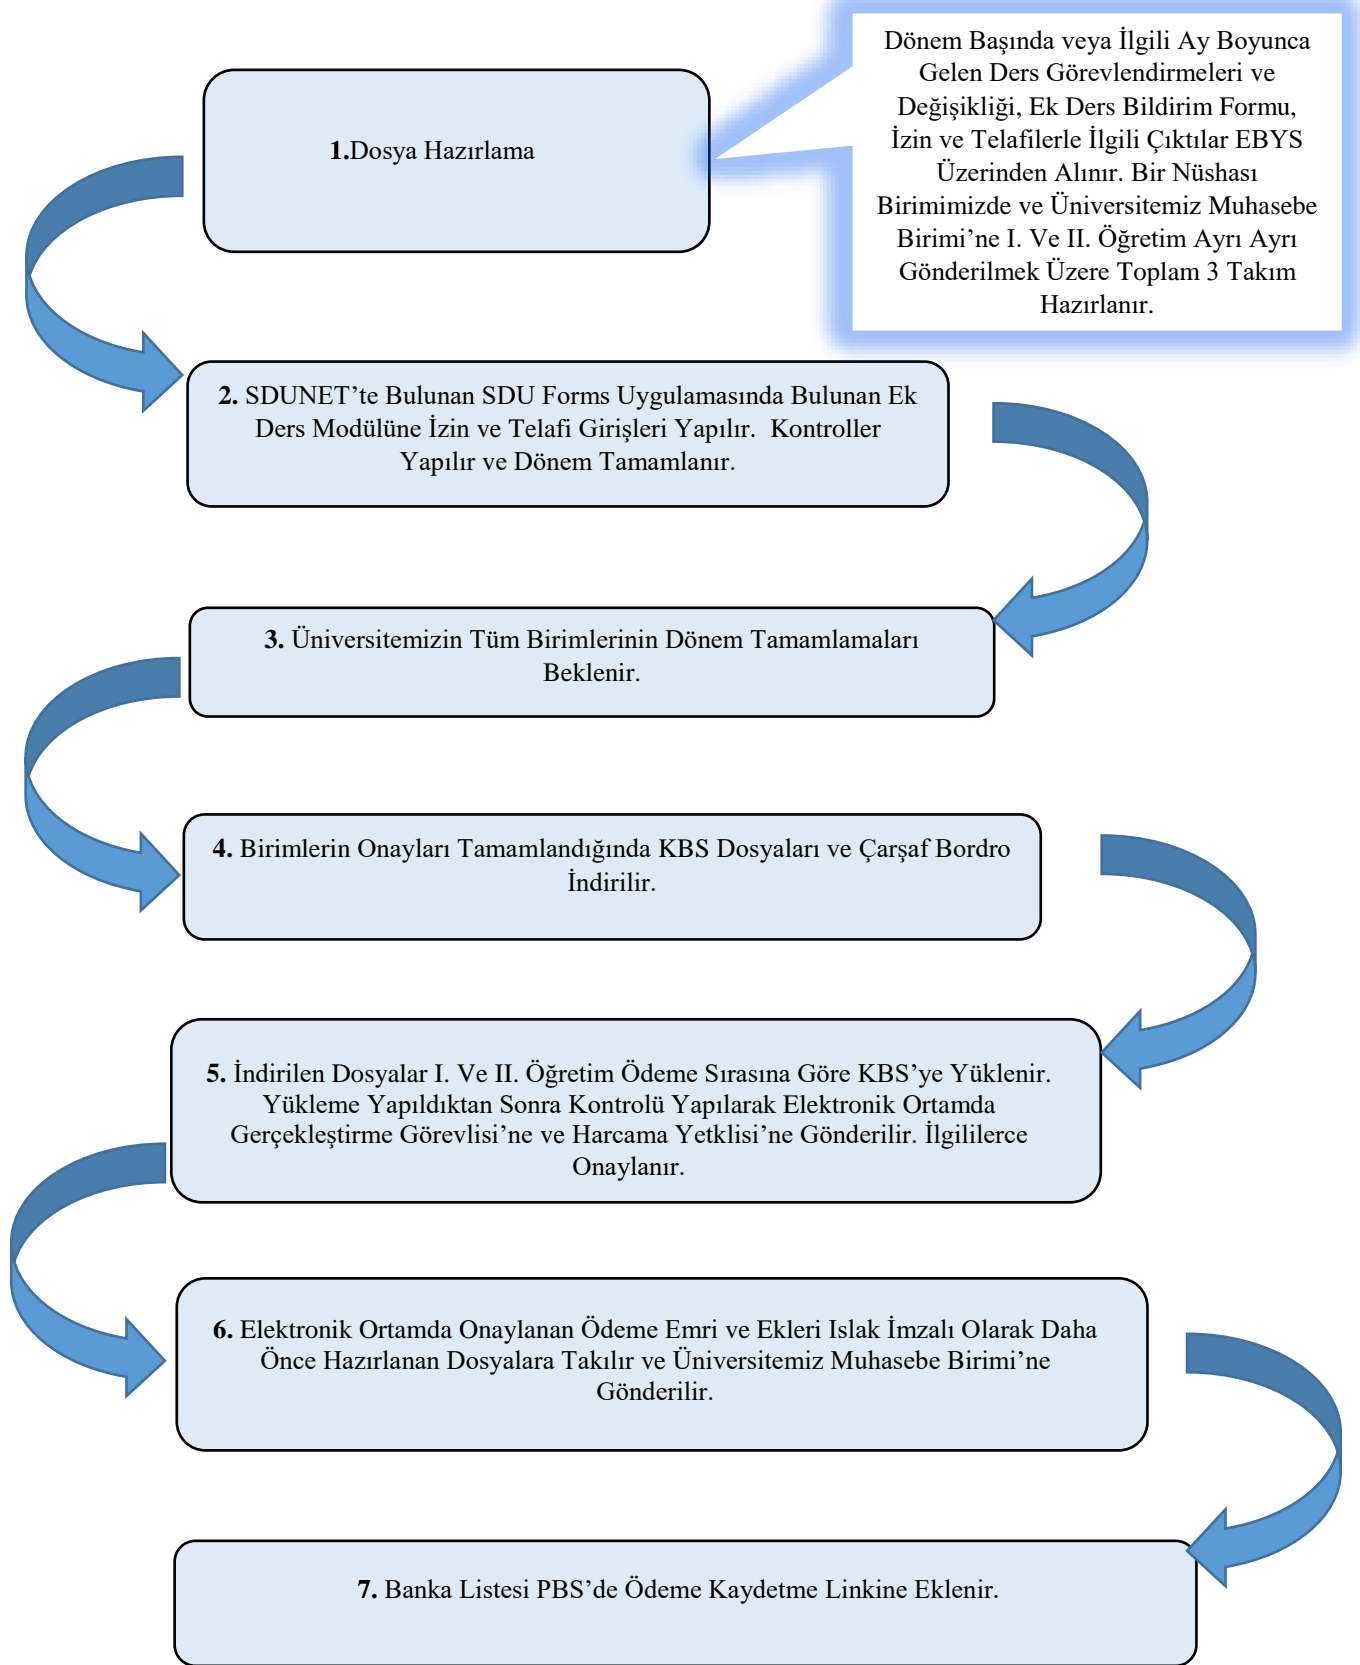 Dönem Başında veya İlgili Ay Boyunca
Gelen Ders Görevlendirmeleri ve
Değişikliği, Ek Ders Bildirim Formu,
İzin ve Telafilerle İlgili Çıktılar EBYS
Üzerinden Alınır. Bir Nüshası
Birimimizde ve Üniversitemiz Muhasebe
Birimi’ne I. Ve II. Öğretim Ayrı Ayrı
Gönderilmek Üzere Toplam 3 Takım
Hazırlanır.
1.Dosya Hazırlama
2. SDUNET’te Bulunan SDU Forms Uygulamasında Bulunan Ek
Ders Modülüne İzin ve Telafi Girişleri Yapılır. Kontroller
Yapılır ve Dönem Tamamlanır.
3. Üniversitemizin Tüm Birimlerinin Dönem Tamamlamaları
Beklenir.
4. Birimlerin Onayları Tamamlandığında KBS Dosyaları ve Çarşaf Bordro
İndirilir.
5. İndirilen Dosyalar I. Ve II. Öğretim Ödeme Sırasına Göre KBS’ye Yüklenir.
Yükleme Yapıldıktan Sonra Kontrolü Yapılarak Elektronik Ortamda
Gerçekleştirme Görevlisi’ne ve Harcama Yetklisi’ne Gönderilir. İlgililerce
Onaylanır.
6. Elektronik Ortamda Onaylanan Ödeme Emri ve Ekleri Islak İmzalı Olarak Daha
Önce Hazırlanan Dosyalara Takılır ve Üniversitemiz Muhasebe Birimi’ne
Gönderilir.
7. Banka Listesi PBS’de Ödeme Kaydetme Linkine Eklenir.